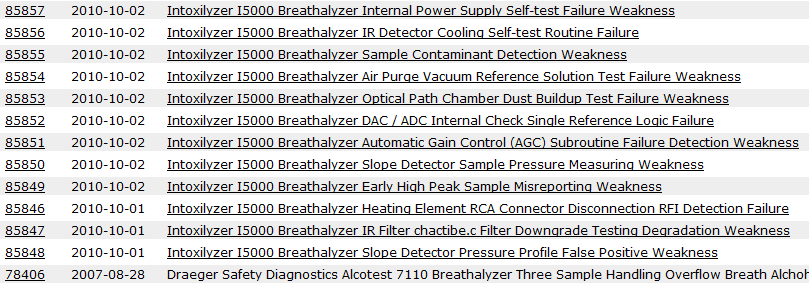 85857 2010-10-02 Intoxilyzer I5000 Breathalyzer Internal Power Supply Self-test Failure Weakness
85856 2010-10-02 Intoxilyzer I5000 Breathalyzer IR Detector Cooling Self-test Routine Failure
85855 2010-10-02 Intoxilyzer I5000 Breathalyzer Sample Contaminant Detection Weakness
85854 2010-10-02 Intoxilyzer I5000 Breathalyzer Air Purge Vacuum Reference Solution Test Failure Weakness
85853 2010-10-02 Intoxilyzer I5000 Breathalyzer Optical Path Chamber Dust Buildup Test Failure Weakness
85852 2010-10-02 Intoxilyzer I5000 Breathalyzer DAC / ADC Internal Check Single Reference Logic Failure
85851 2010-10-02 Intoxilyzer I5000 Breathalyzer Automatic Gain Control (AGC) Subroutine Failure Detection Weakness
85850 2010-10-02 Intoxilyzer I5000 Breathalyzer Slope Detector Sample Pressure Measuring Weakness
85849 2010-10-02 Intoxilyzer I5000 Breathalyzer Early High Peak Sample Misreporting Weakness
85846 2010-10-01 Intoxilyzer I5000 Breathalyzer Heating Element RCA Connector Disconnection RFI Detection Failure
85847 2010-10-01 Intoxilyzer I5000 Breathalyzer IR Filter chactibe.c Filter Downgrade Testing Degradation Weakness
85848 2010-10-01 Intoxilyzer I5000 Breathalyzer Slope Detector Pressure Profile False Positive Weakness
78406 2007-08-28 Draeger Safety Diagnostics Alcotest 7110 Breathalyzer Three Sample Handling Overflow Breath